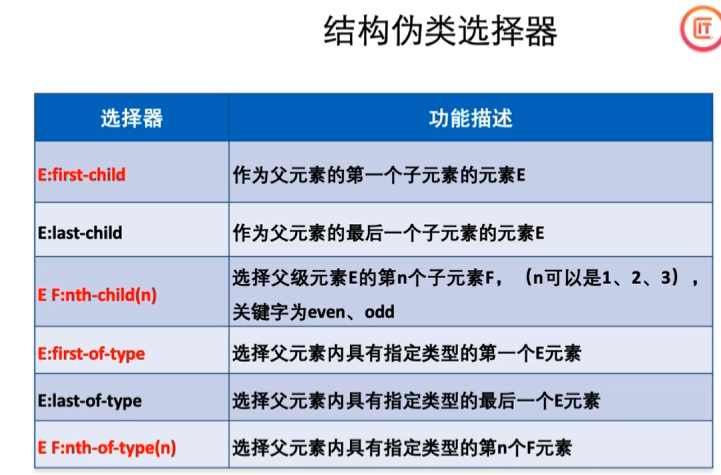 结构伪类选择器
IT
选择器 功能描述
E:first-child 作为父元素的第一个子元素的元素E
E:last-child 作为父元素的最后一个子元素的元素E
E F:nth-child(n) 选择父级元素E的第n个子元素F，（n可以是1、2、3），
关键字为even、odd
E:first-of-type 选择父元素内具有指定类型的第一个E元素
E:last-of-type 选择父元素内具有指定类型的最后一个E元素
E F:nth-of-type(n) 选择父元素内具有指定类型的第n个F元素